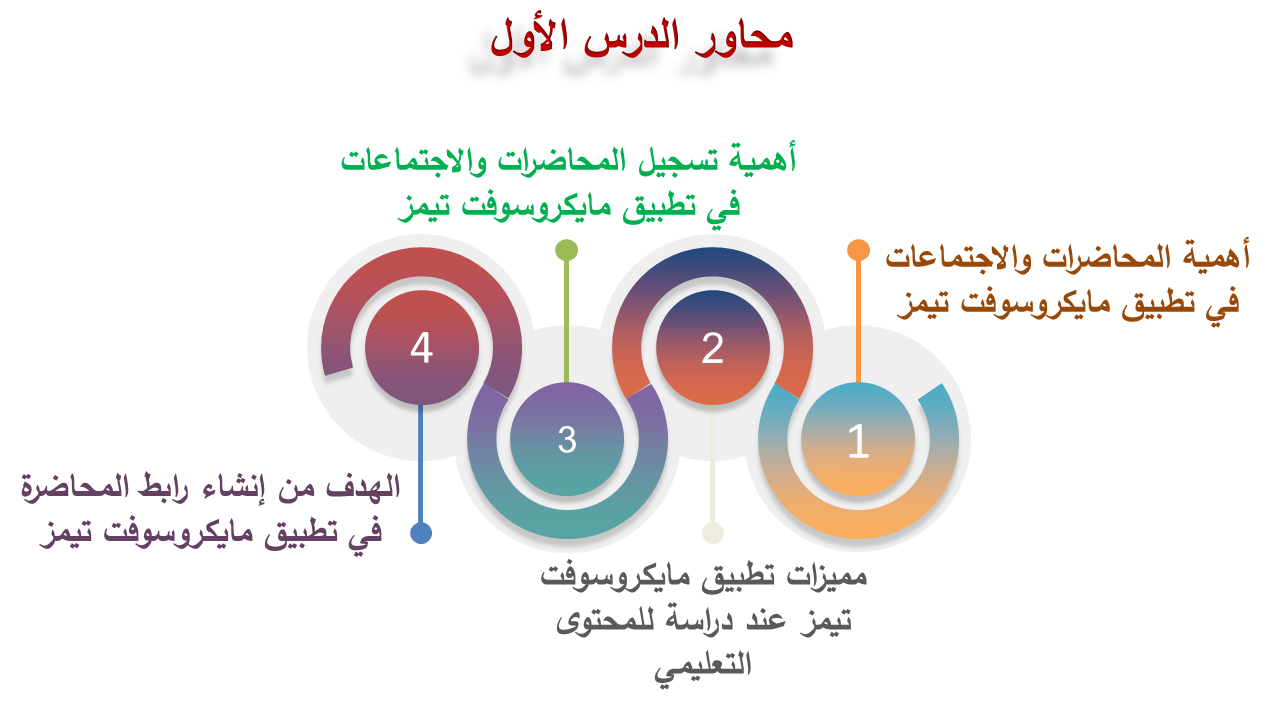 محاور الدرس الأول
أهمية المحاضرات والاجتماعات
في تطبيق مايكروسوفت تيمز
1
2
مميزات تطبيق مايكروسوفت
تيمز عند دراسة للمحتوى
التعليمي
أهمية تسجيل المحاضرات والاجتماعات
في تطبيق مايكروسوفت تيمز
3
4
الهدف من إنشاء رابط المحاضرة
في تطبيق مايكروسوفت تيمز